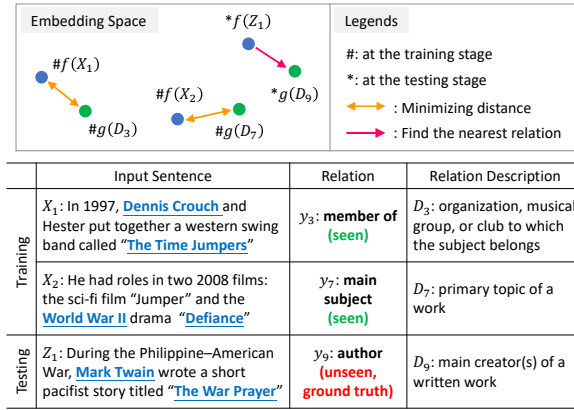 Embedding Space
Legends
*f(Z₁)
#f(X₁)
*g(D₉)
#f(X₂)
#g(D₃)
#g(D₇)
#: at the training stage
*: at the testing stage
: Minimizing distance
: Find the nearest relation
Input Sentence
Relation
Relation Description
Training
X₁: In 1997, Dennis Crouch and
Hester put together a western swing
band called “The Time Jumpers”
y₃: member of
(seen)
D₃: organization, musical
group, or club to which
the subject belongs
X₂: He had roles in two 2008 films:
the sci-fi film “Jumper” and the
World War II drama “Defiance”
y₇: main
subject
(seen)
D₇: primary topic of a
work
Testing
Z₁: During the Philippine–American
War, Mark Twain wrote a short
pacifist story titled “The War Prayer”
y₉: author
(unseen,
ground truth)
D₉: main creator(s) of a
written work